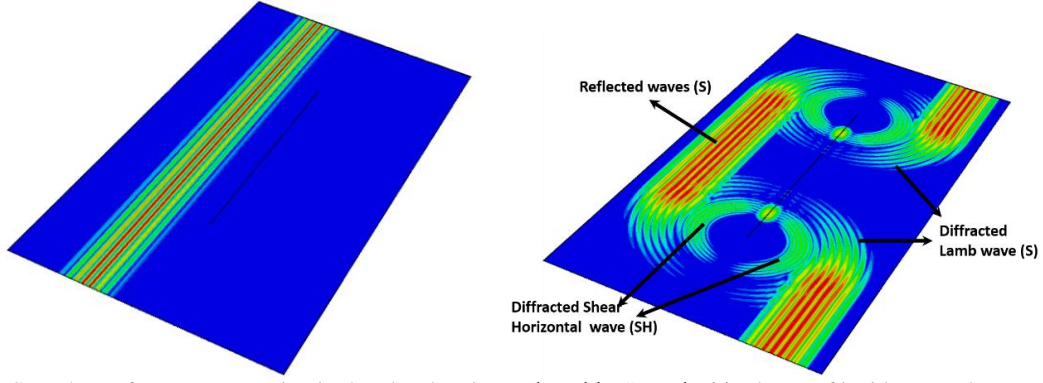 Reflected waves (S)
Diffracted
Lamb wave (S)
Diffracted Shear
Horizontal wave (SH)